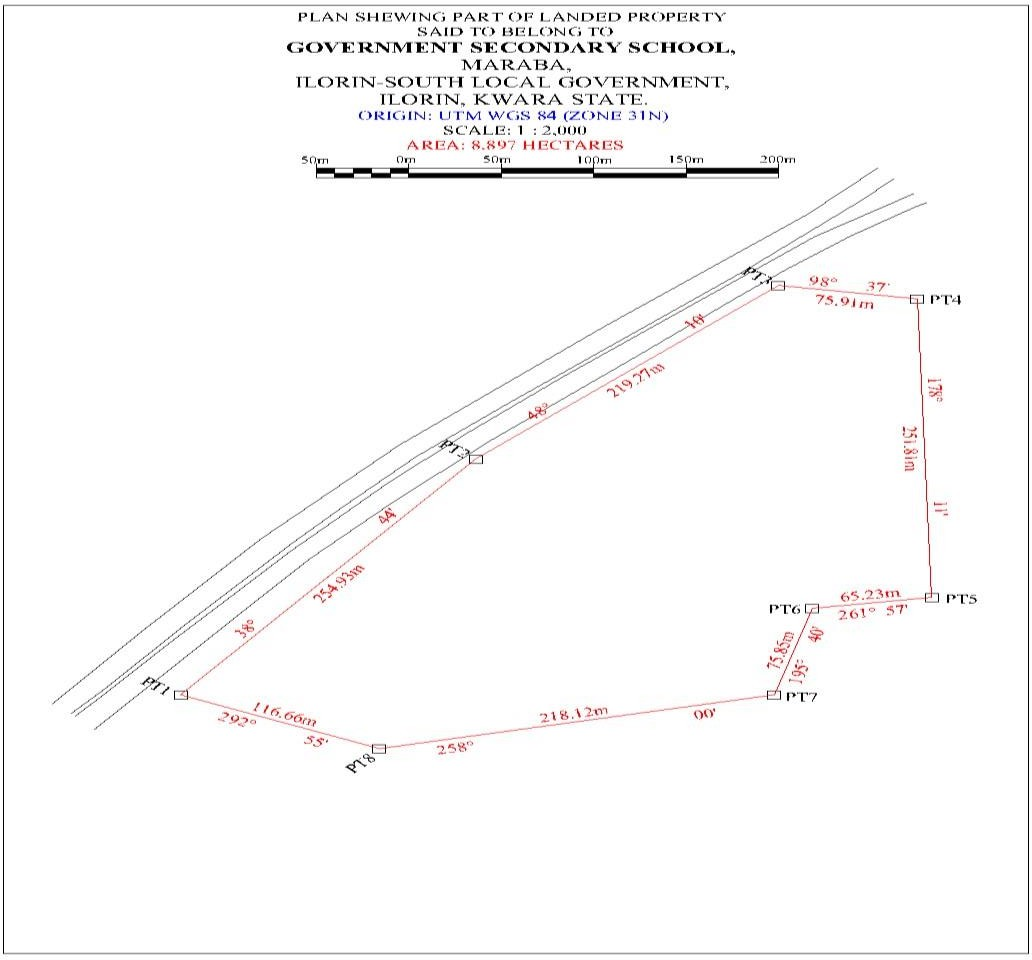 PLAN SHEWING PART OF LANDED PROPERTY
SAID TO BELONG TO
GOVERNMENT SECONDARY SCHOOL,
MARABA,
ILORIN-SOUTH LOCAL GOVERNMENT,
ILORIN, KWARA STATE.
ORIGIN: UTM WGS 84 (ZONE 31N)
SCALE: 1 : 2,000
AREA: 8.897 HECTARES
50m 0m 50m 100m 150m 200m
PT3
98° 37'
75.91m
PT4
10'
219.27m
48°
178°
251.81m
11'
PT2
44'
254.93m
38°
65.23m
PT5
PT6
261° 57'
75.85m
40'
195°
PT1
PT7
116.66m
292° 55'
218.12m
00'
258°
PT8